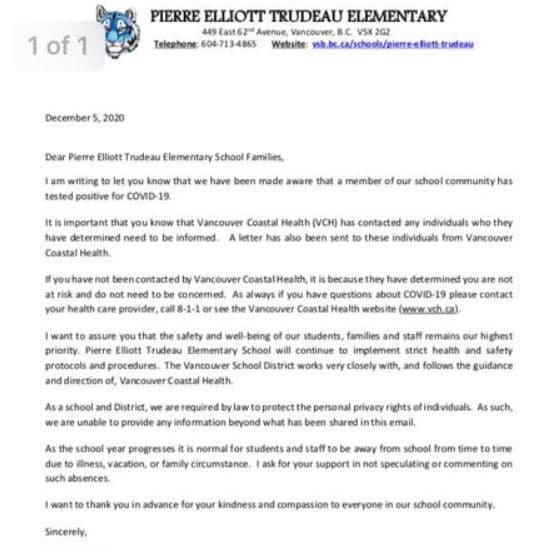 1 of 1
PIERRE ELLIOTT TRUDEAU ELEMENTARY
449 East 62nd Avenue, Vancouver, B.C. V5X 2G2
Telephone: 604-713-4865 Website: vsb.bc.ca/schools/pierre-elliott-trudeau
December 5, 2020
Dear Pierre Elliott Trudeau Elementary School Families,
I am writing to let you know that we have been made aware that a member of our school community has
tested positive for COVID-19.
It is important that you know that Vancouver Coastal Health (VCH) has contacted any individuals who they
have determined need to be informed. A letter has also been sent to these individuals from Vancouver
Coastal Health.
If you have not been contacted by Vancouver Coastal Health, it is because they have determined you are not
at risk and do not need to be concerned. As always if you have questions about COVID-19 please contact
your health care provider, call 8-1-1 or see the Vancouver Coastal Health website (www.vch.ca).
I want to assure you that the safety and well-being of our students, families and staff remains our highest
priority. Pierre Elliott Trudeau Elementary School will continue to implement strict health and safety
protocols and procedures. The Vancouver School District works very closely with, and follows the guidance
and direction of, Vancouver Coastal Health.
As a school and District, we are required by law to protect the personal privacy rights of individuals. As such,
we are unable to provide any information beyond what has been shared in this email.
As the school year progresses it is normal for students and staff to be away from school from time to time
due to illness, vacation, or family circumstance. I ask for your support in not speculating or commenting on
such absences.
I want to thank you in advance for your kindness and compassion to everyone in our school community.
Sincerely,